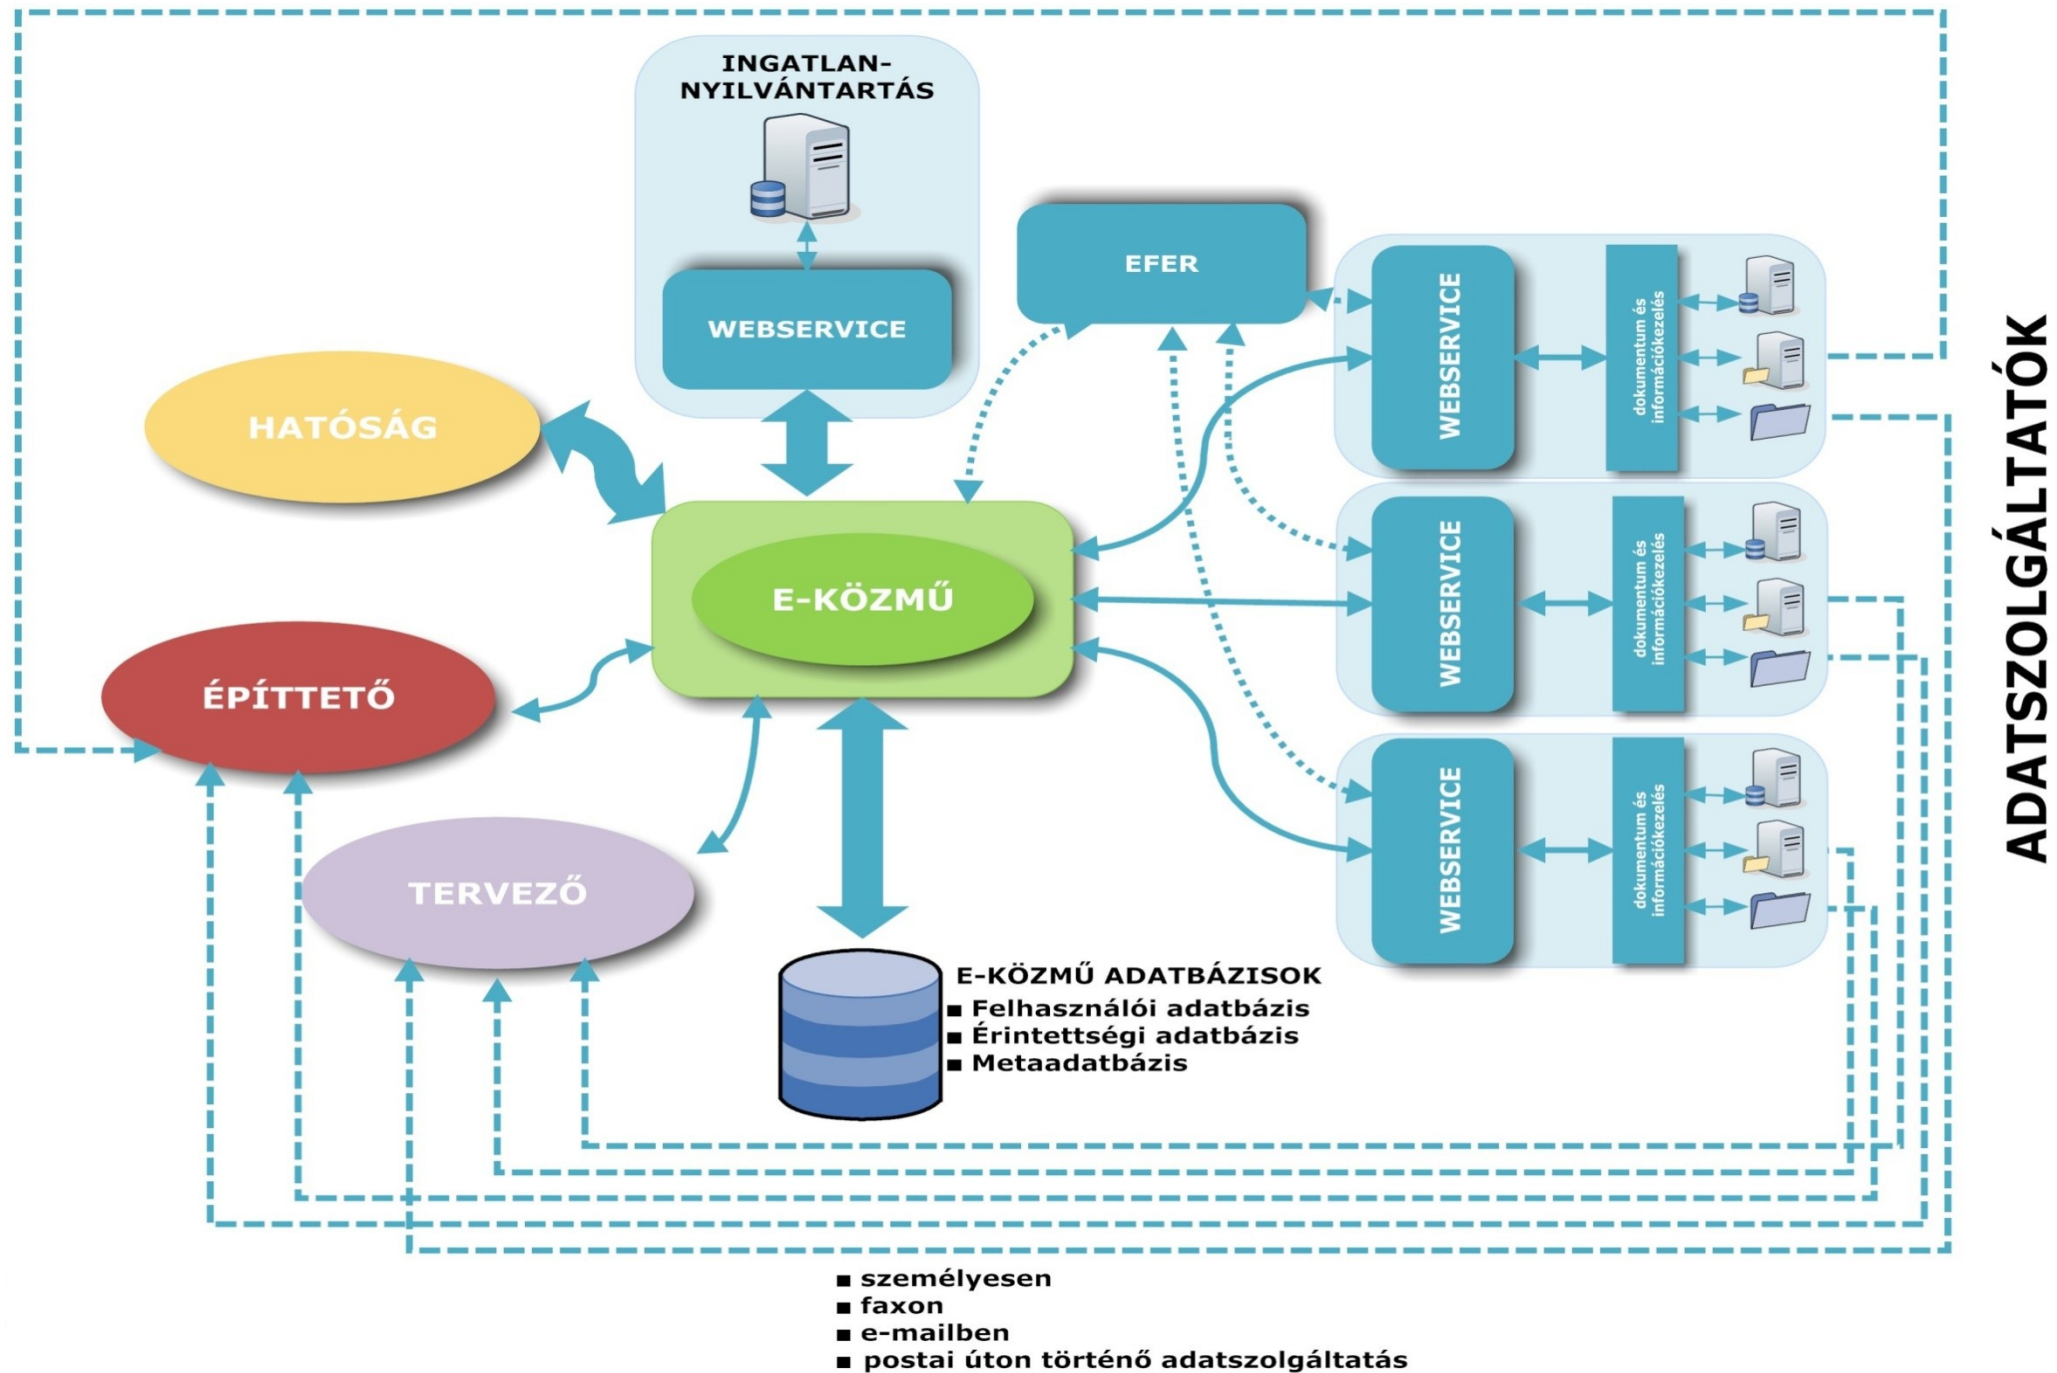 INGATLAN-
NYILVÁNTARTÁS
WEBSERVICE
EFER
HATÓSÁG
E-KÖZMŰ
ÉPÍTTETŐ
TERVEZŐ
WEBSERVICE
dokumentum és
információkezelés
WEBSERVICE
dokumentum és
információkezelés
WEBSERVICE
dokumentum és
információkezelés
ADATSZOLGÁLTATÓK
E-KÖZMŰ ADATBÁZISOK
▪ Felhasználói adatbázis
▪ Érintettségi adatbázis
▪ Metaadatbázis
▪ személyesen
▪ faxon
▪ e-mailben
▪ postai úton történő adatszolgáltatás